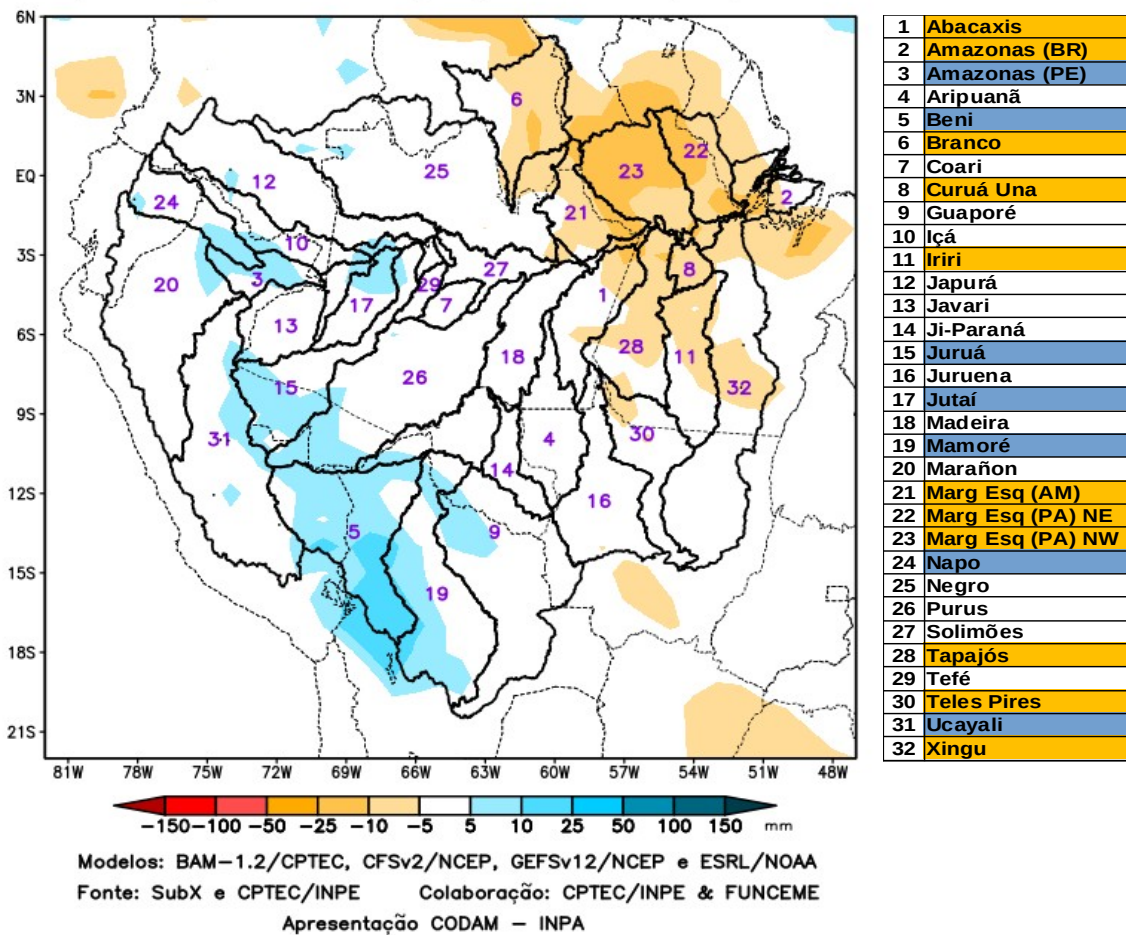 6N
3N
EQ
3S
6S
9S
12S
15S
18S
21S
81W 78W 75W 72W 69W 66W 63W 60W 57W 54W 51W 48W
6
22
12
25
23
24
21
2
10
27
8
20
3
29
17
7
1
13
28
18
11
15
26
32
31
4
30
14
16
5
9
19
1 Abacaxis
2 Amazonas (BR)
3 Amazonas (PE)
4 Aripuanã
5 Beni
6 Branco
7 Coari
8 Curuá Una
9 Guaporé
10 Içá
11 Iriri
12 Japurá
13 Javari
14 Ji-Paraná
15 Juruá
16 Juruena
17 Jutaí
18 Madeira
19 Mamoré
20 Marañon
21 Marg Esq (AM)
22 Marg Esq (PA) NE
23 Marg Esq (PA) NW
24 Napo
25 Negro
26 Purus
27 Solimões
28 Tapajós
29 Tefé
30 Teles Pires
31 Ucayali
32 Xingu
−150 −100 −50 −25 −10 −5 5 10 25 50 100 150 mm
Modelos: BAM−1.2/CPTEC, CFSv2/NCEP, GEFSv12/NCEP e ESRL/NOAA
Fonte: SubX e CPTEC/INPE Colaboração: CPTEC/INPE & FUNCEME
Apresentação CODAM − INPA